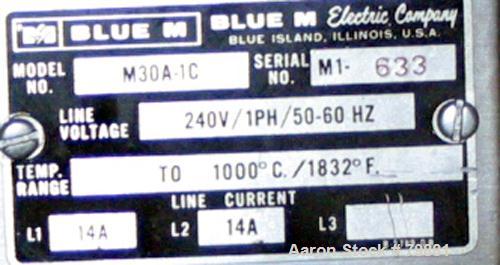 BLUE M BLUE M Electric Company
BLUE ISLAND, ILLINOIS, U.S.A.
MODEL NO. M30A-1C SERIAL NO. M1- 633
LINE VOLTAGE 240V/1PH/50-60 HZ
TEMP. RANGE TO 1000°C./1832°F.
LINE CURRENT
L1 14A L2 14A L3
Aaron Stock #